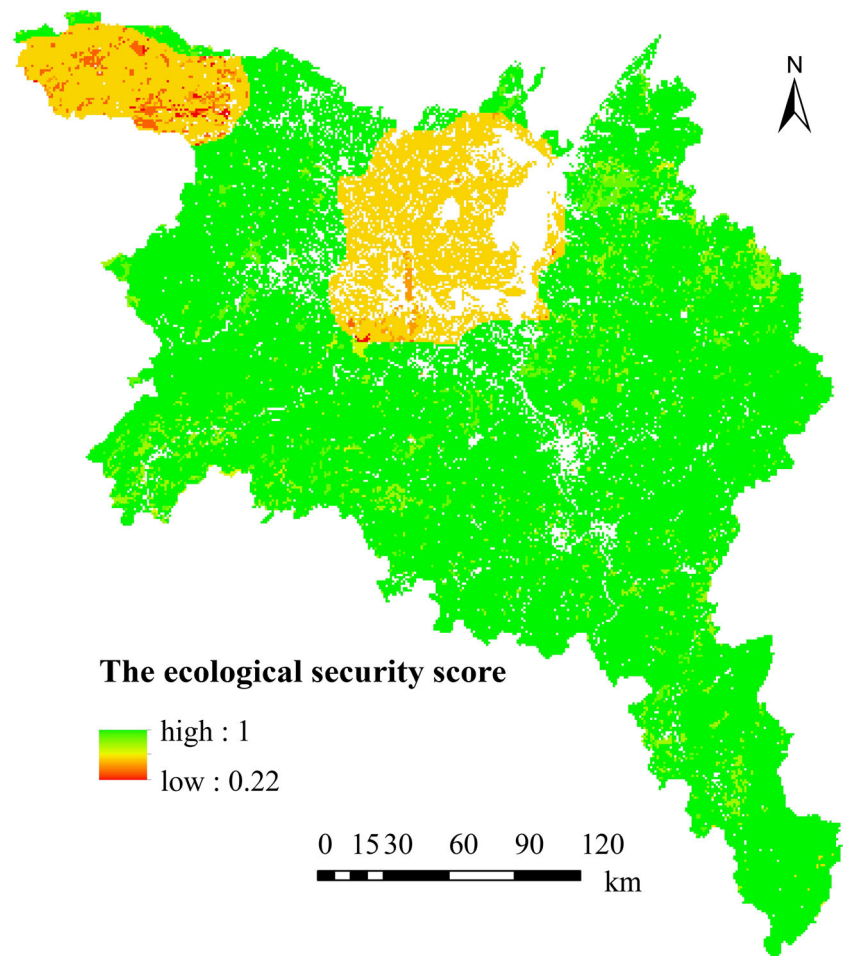 N
The ecological security score
high : 1
low : 0.22
0 15 30 60 90 120
km